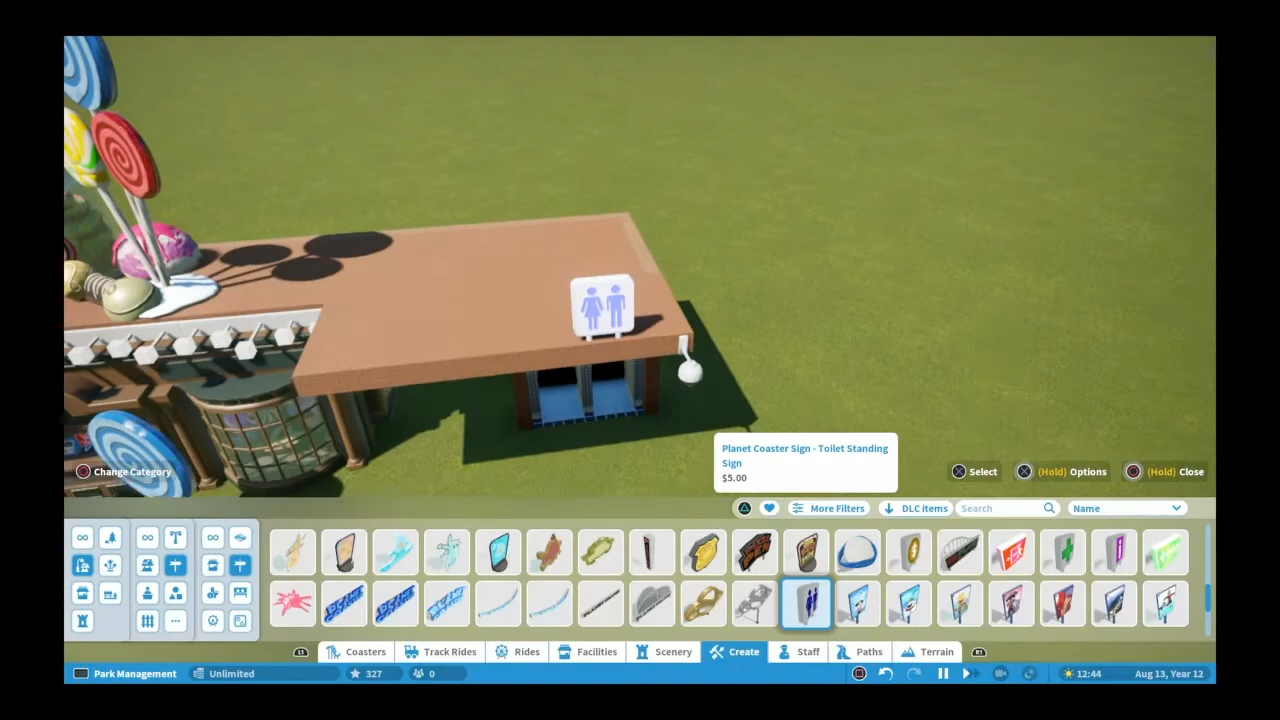 Planet Coaster Sign - Toilet Standing
Sign
$5.00
Change Category
Select
(Hold) Options
(Hold) Close
More Filters
DLC items
Search
Name
L1
Coasters
Track Rides
Rides
Facilities
Scenery
Create
Staff
Paths
Terrain
R1
Park Management
Unlimited
327
0
12:44
Aug 13, Year 12